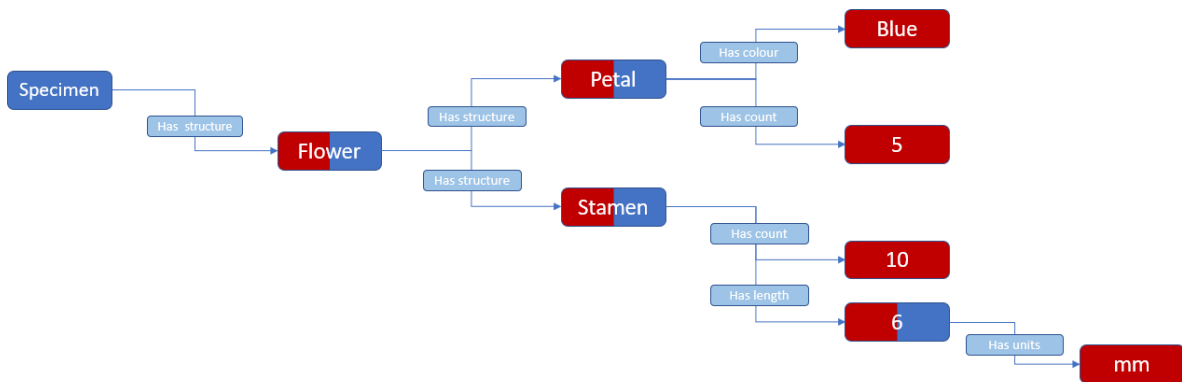 Blue
Has colour
Petal
Specimen
Has count
Has structure
Has structure
5
Flower
Has structure
Stamen
Has count
10
Has length
6
Has units
mm